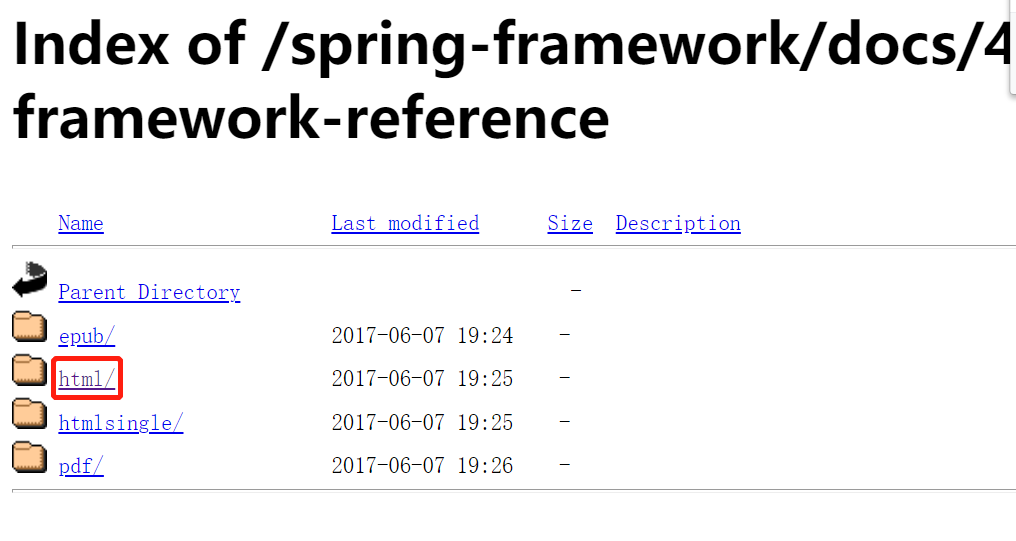 Index of /spring-framework/docs/4
framework-reference
Name Last modified Size Description
Parent Directory -
epub/ 2017-06-07 19:24 -
html/ 2017-06-07 19:25 -
htmlsingle/ 2017-06-07 19:25 -
pdf/ 2017-06-07 19:26 -